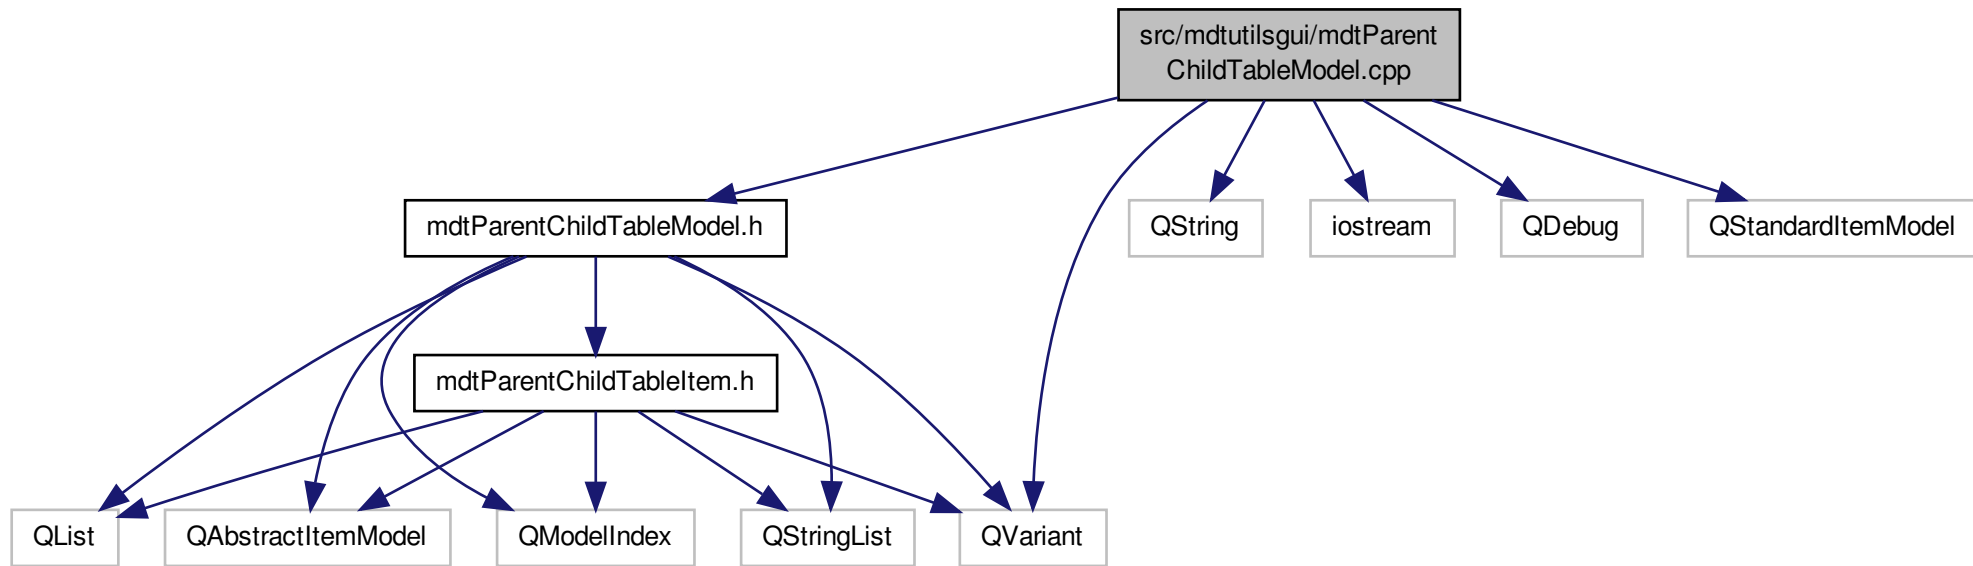 src/mdtutilsgui/mdtParent
ChildTableModel.cpp
mdtParentChildTableModel.h
QString
iostream
QDebug
QStandardItemModel
mdtParentChildTableItem.h
QList
QAbstractItemModel
QModelIndex
QStringList
QVariant